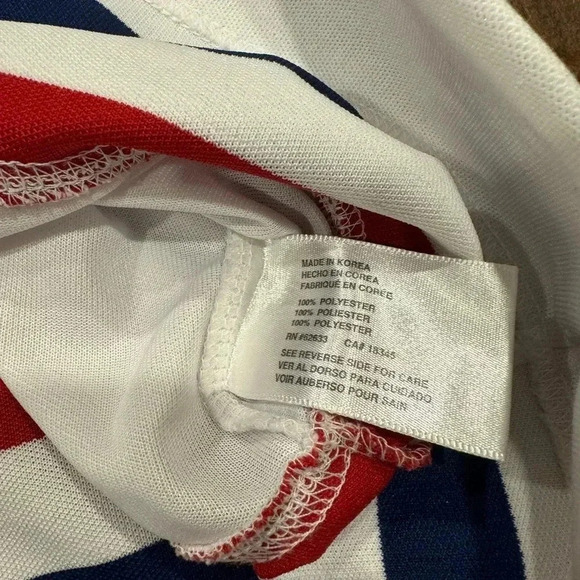 MADE IN KOREA
HECHO EN COREA
FABRIQUÉ EN COREE
100% POLYESTER
100% POLIESTER
100% POLYESTER
RN #62633 CA# 18345
SEE REVERSE SIDE FOR CARE
VER AL DORSO PARA CUIDADO
VOIR AUBERSO POUR SAIN